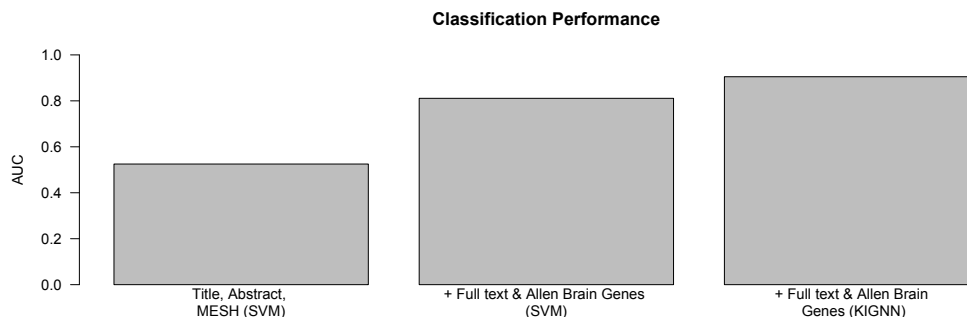 Classification Performance
1.0
0.8
0.6
0.4
0.2
0.0
AUC
Title, Abstract,
MESH (SVM)
+ Full text & Allen Brain Genes
(SVM)
+ Full text & Allen Brain
Genes (KIGNN)